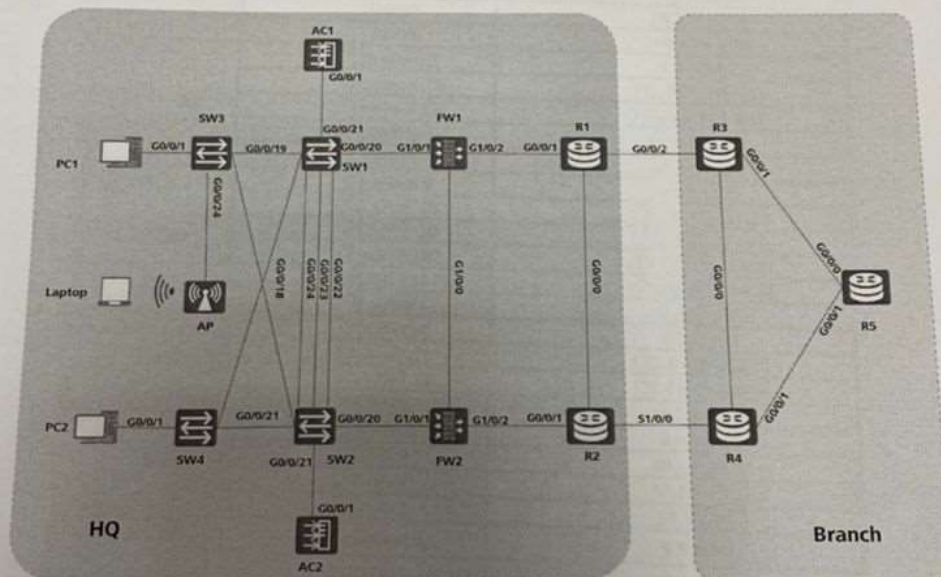 AC1
G0/0/1
SW3
FW1
R1
R3
G0/0/21
PC1
G0/0/1
G0/0/19
G0/0/20
G1/0/1
G1/0/2
G0/0/1
G0/0/2
G0/0/1
SW1
G0/0/24
G0/0/18
G0/0/24
G0/0/23
G0/0/22
G1/0/0
G0/0/0
G0/0/0
G0/0/0
Laptop
AP
R5
G0/0/1
PC2
G0/0/1
G0/0/21
G0/0/20
G1/0/1
G1/0/2
G0/0/1
S1/0/0
SW4
G0/0/21
SW2
FW2
R2
R4
G0/0/1
G0/0/1
HQ
Branch
AC2